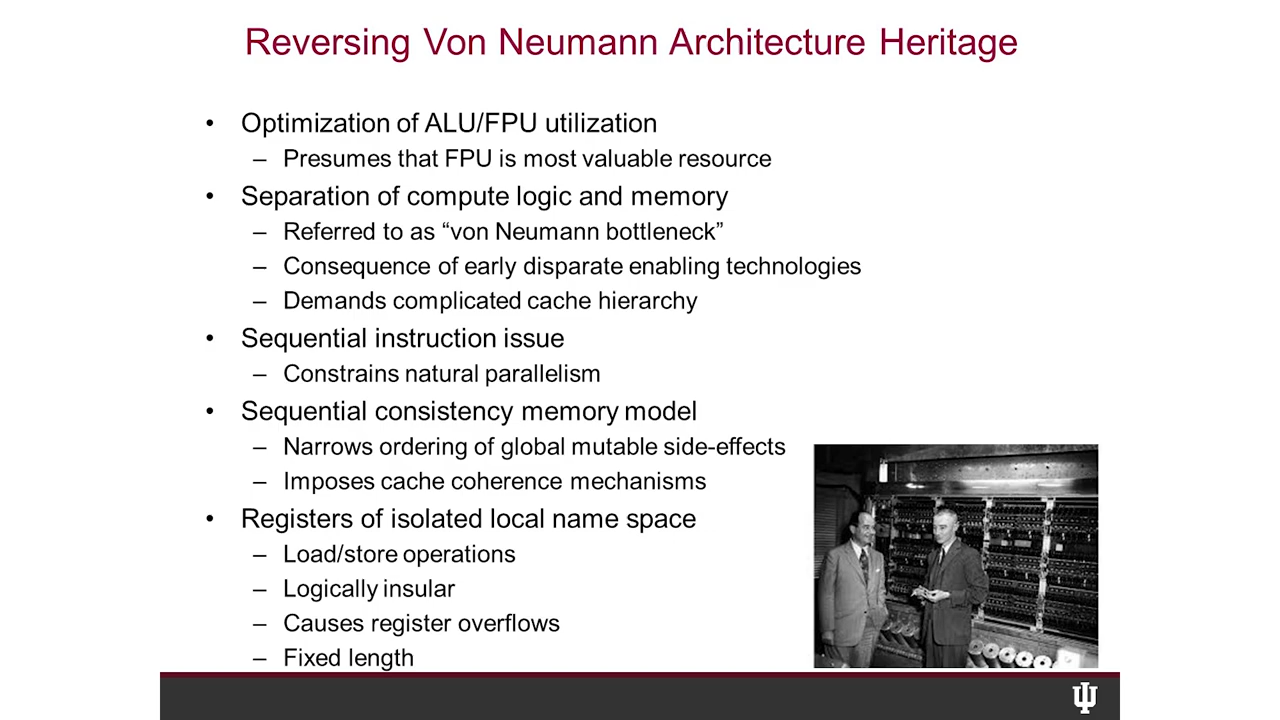 Reversing Von Neumann Architecture Heritage
• Optimization of ALU/FPU utilization
– Presumes that FPU is most valuable resource
• Separation of compute logic and memory
– Referred to as “von Neumann bottleneck”
– Consequence of early disparate enabling technologies
– Demands complicated cache hierarchy
• Sequential instruction issue
– Constrains natural parallelism
• Sequential consistency memory model
– Narrows ordering of global mutable side-effects
– Imposes cache coherence mechanisms
• Registers of isolated local name space
– Load/store operations
– Logically insular
– Causes register overflows
– Fixed length